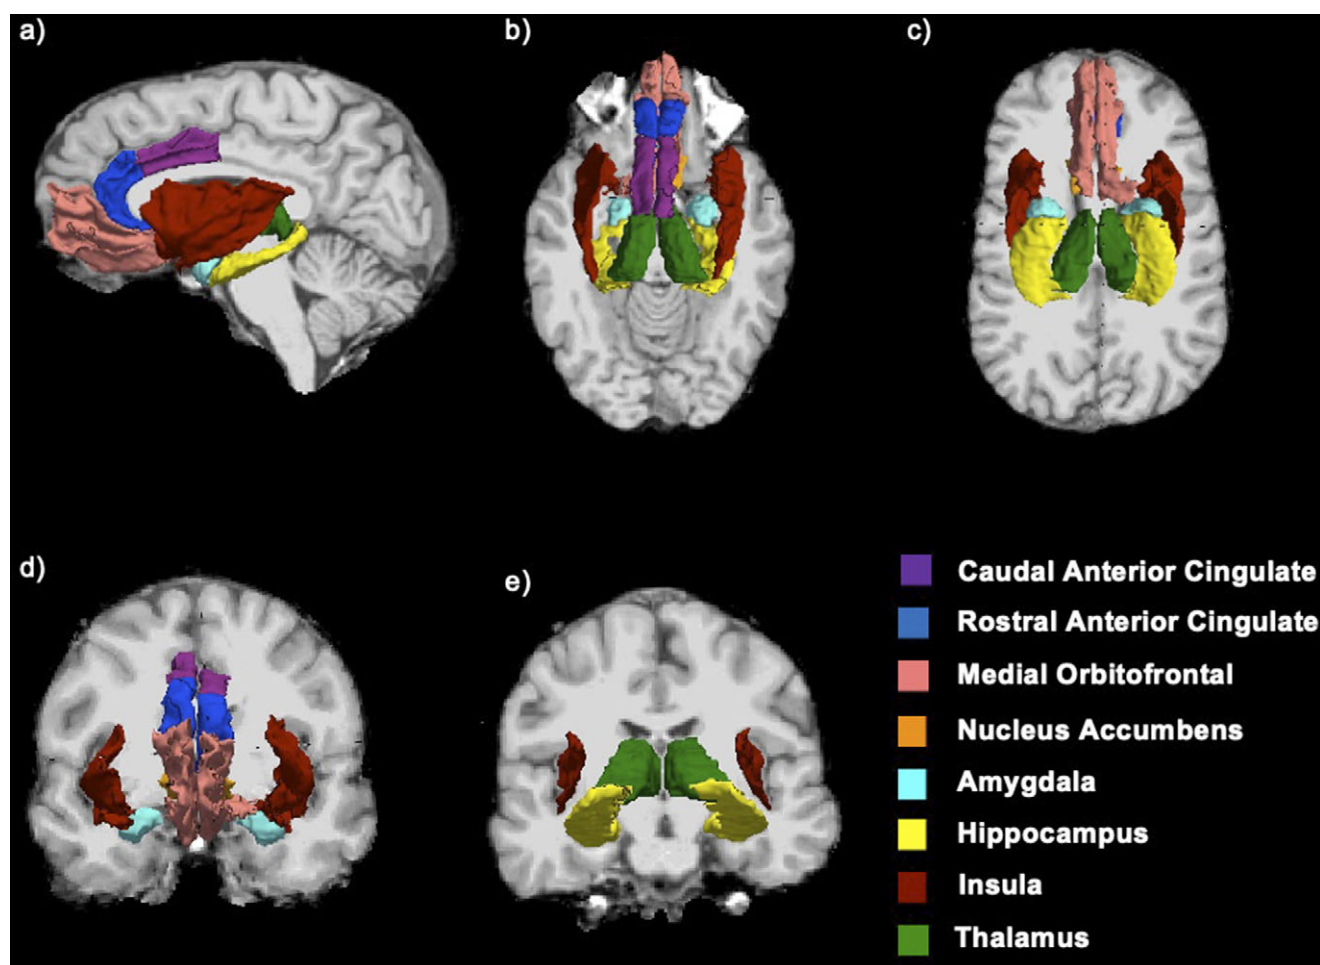 a)
b)
c)
d)
e)
Caudal Anterior Cingulate
Rostral Anterior Cingulate
Medial Orbitofrontal
Nucleus Accumbens
Amygdala
Hippocampus
Insula
Thalamus